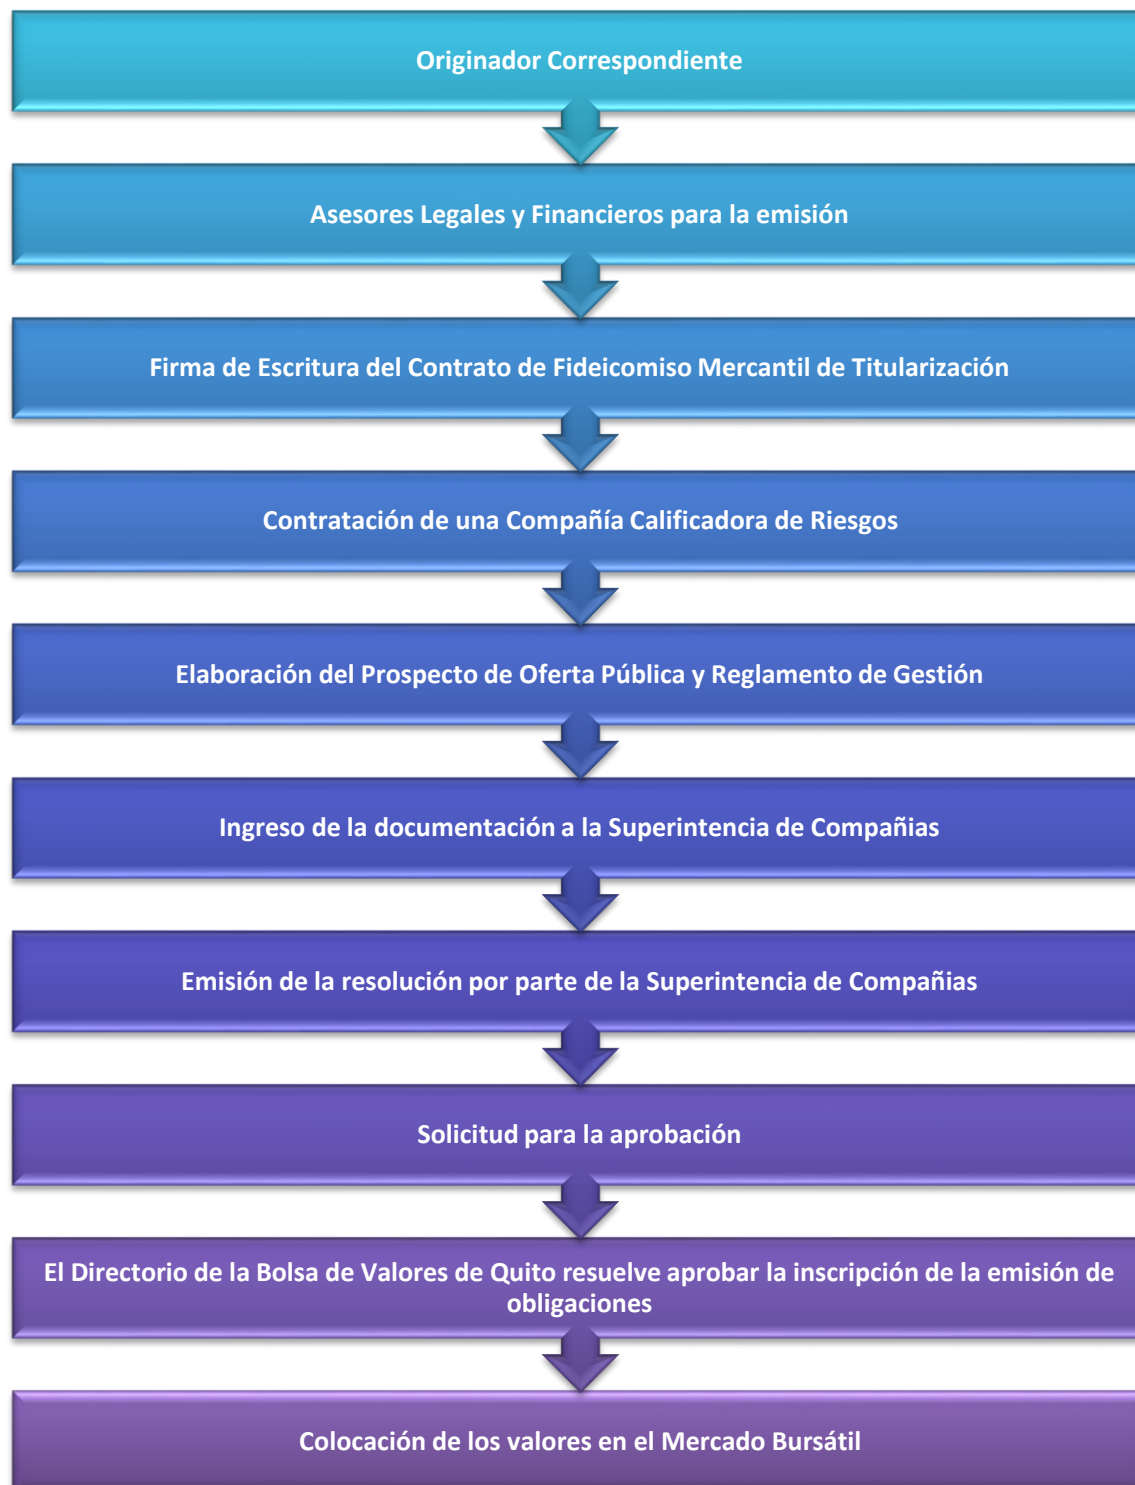 Originador Correspondiente
Asesores Legales y Financieros para la emisión
Firma de Escritura del Contrato de Fideicomiso Mercantil de Titularización
Contratación de una Compañía Calificadora de Riesgos
Elaboración del Prospecto de Oferta Pública y Reglamento de Gestión
Ingreso de la documentación a la Superintencia de Compañias
Emisión de la resolución por parte de la Superintencia de Compañias
Solicitud para la aprobación
El Directorio de la Bolsa de Valores de Quito resuelve aprobar la inscripción de la emisión de
obligaciones
Colocación de los valores en el Mercado Bursátil